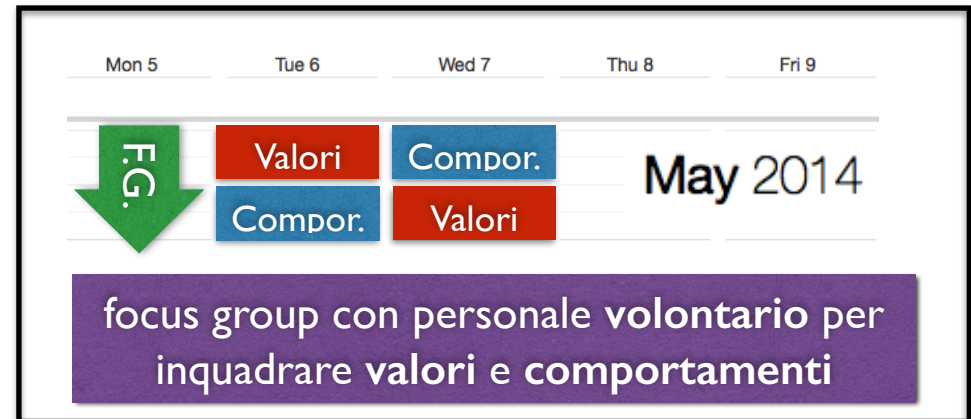 Mon 5 Tue 6 Wed 7 Thu 8 Fri 9
F.G.
Valori Compor.
May 2014
Compor. Valori
focus group con personale volontario per
inquadrare valori e comportamenti